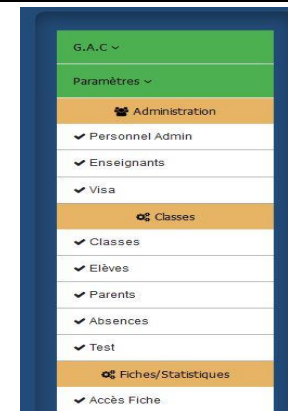 G.A.C
Paramètres
Administration
Personnel Admin
Enseignants
Visa
Classes
Classes
Elèves
Parents
Absences
Test
Fiches/Statistiques
Accès Fiche